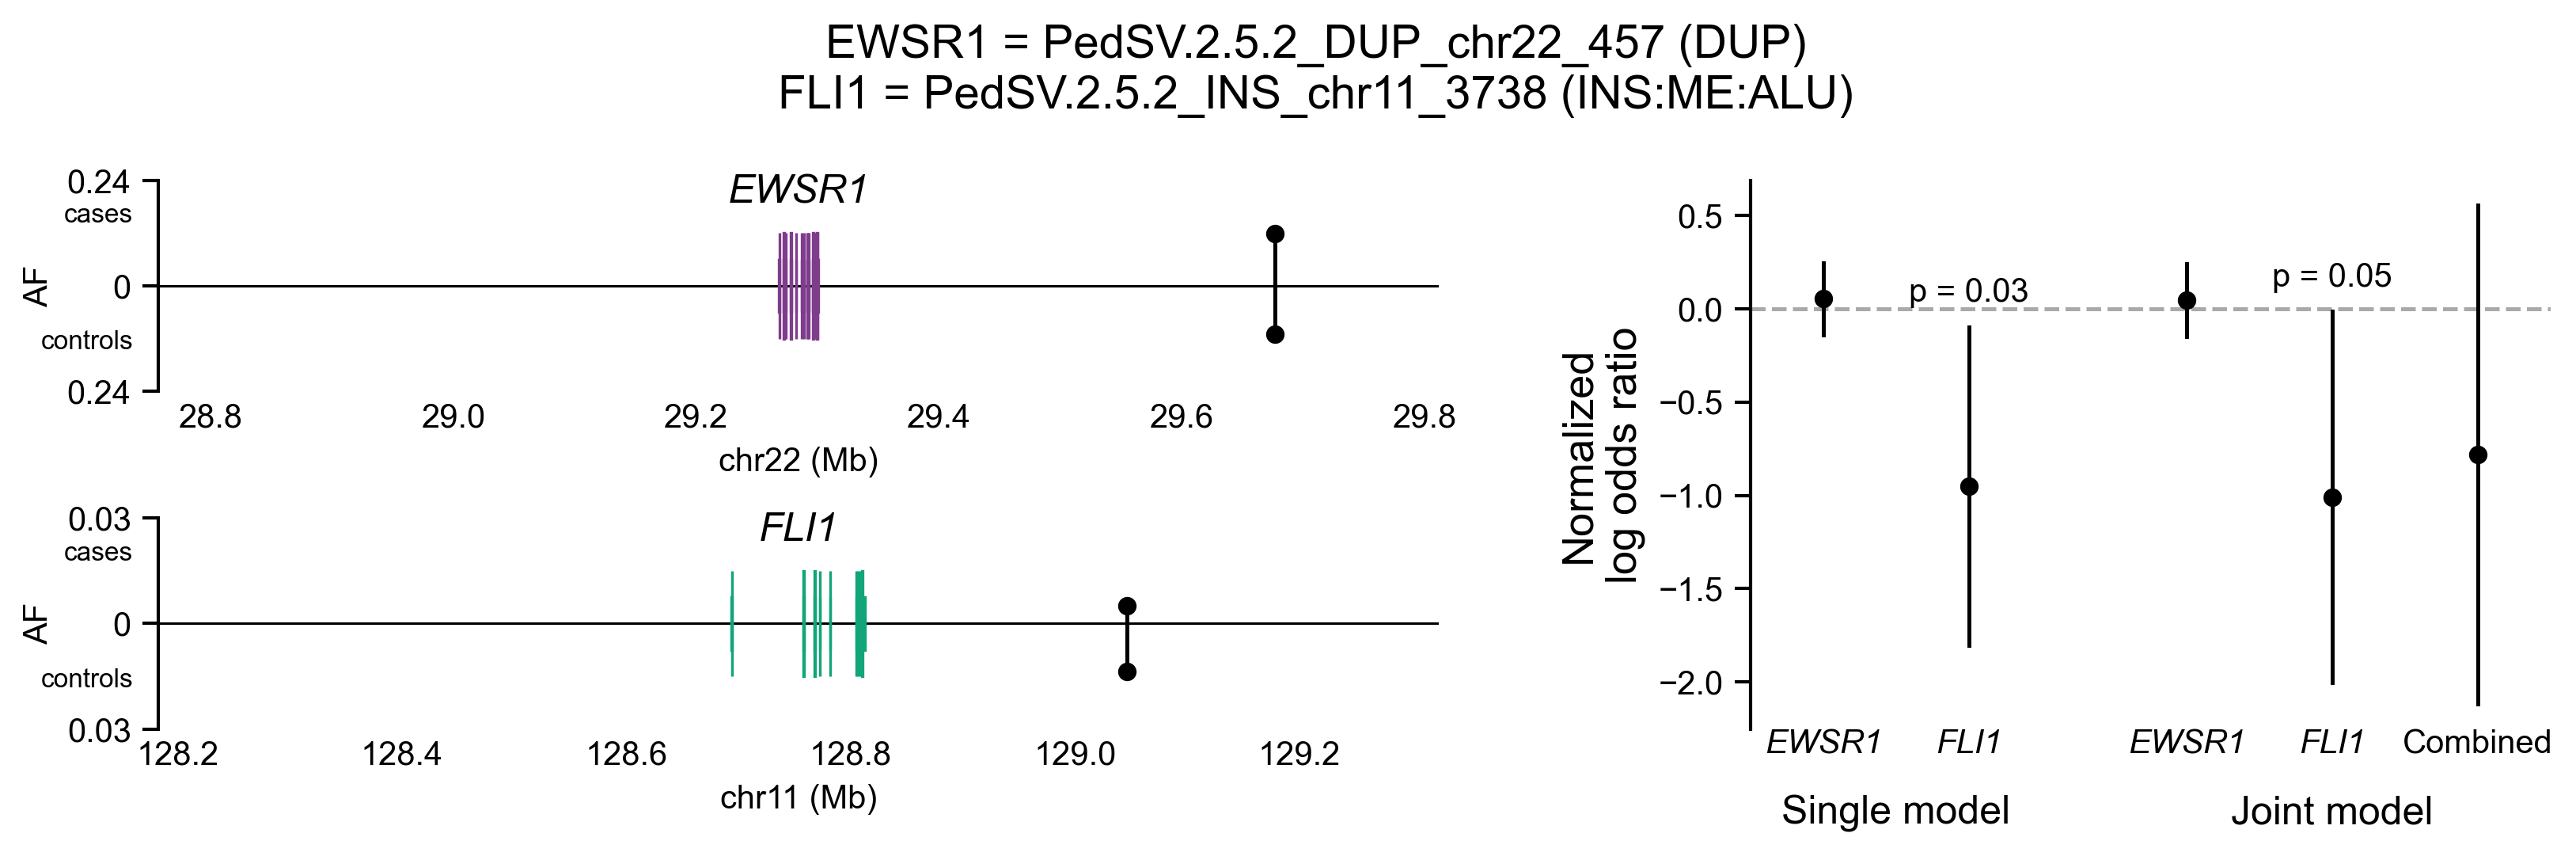 EWSR1 = PedSV.2.5.2_DUP_chr22_457 (DUP)
FLI1 = PedSV.2.5.2_INS_chr11_3738 (INS:ME:ALU)
EWSR1
0.24
cases
AF
0
controls
0.24
28.8 29.0 29.2 29.4 29.6 29.8
chr22 (Mb)
FLI1
0.03
cases
AF
0
controls
0.03
128.2 128.4 128.6 128.8 129.0 129.2
chr11 (Mb)
Normalized
log odds ratio
0.5
0.0
−0.5
−1.0
−1.5
−2.0
p = 0.03
p = 0.05
EWSR1 FLI1 EWSR1 FLI1 Combined
Single model Joint model